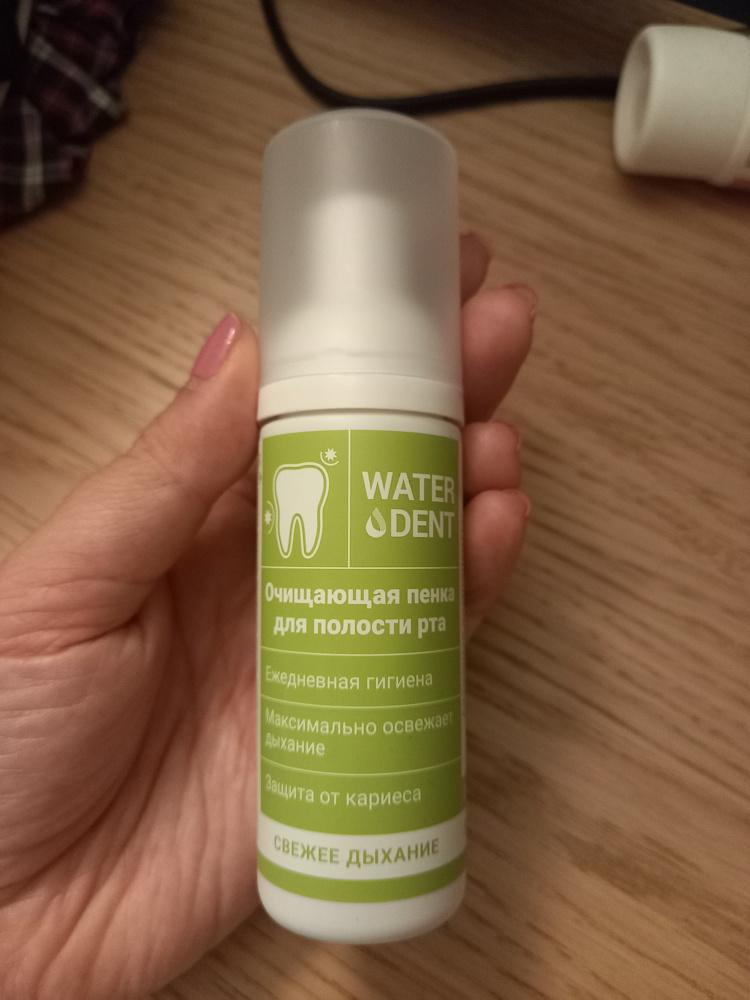 WATER
DENT
Очищающая пенка
для полости рта
Ежедневная гигиена
Максимально освежает
дыхание
Защита от кариеса
СВЕЖЕЕ ДЫХАНИЕ